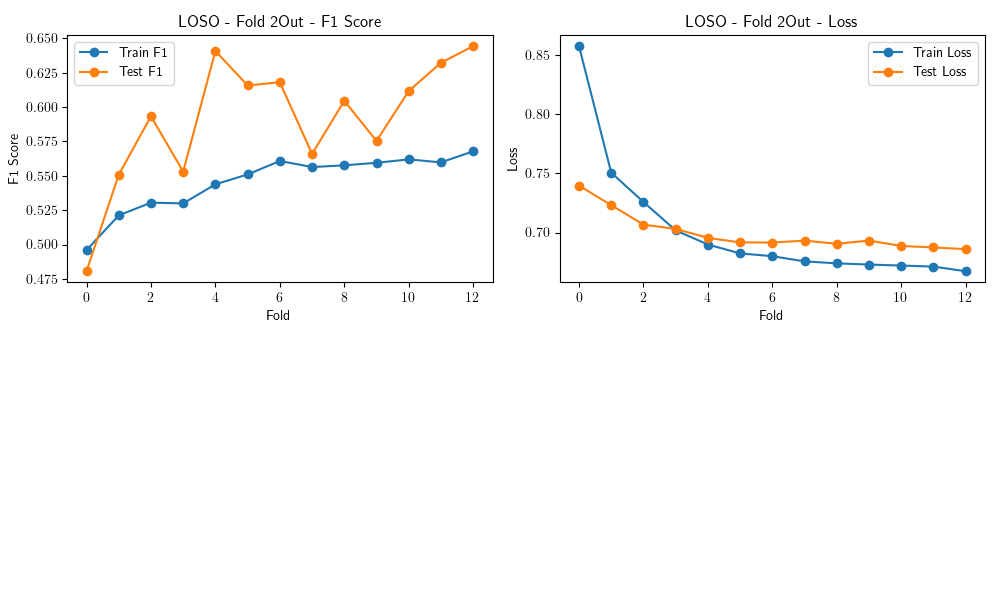 LOSO - Fold 2Out - F1 Score
0.650
0.625
0.600
0.575
0.550
0.525
0.500
0.475
F1 Score
Train F1
Test F1
0 2 4 6 8 10 12
Fold
LOSO - Fold 2Out - Loss
0.85
0.80
0.75
0.70
Loss
Train Loss
Test Loss
0 2 4 6 8 10 12
Fold